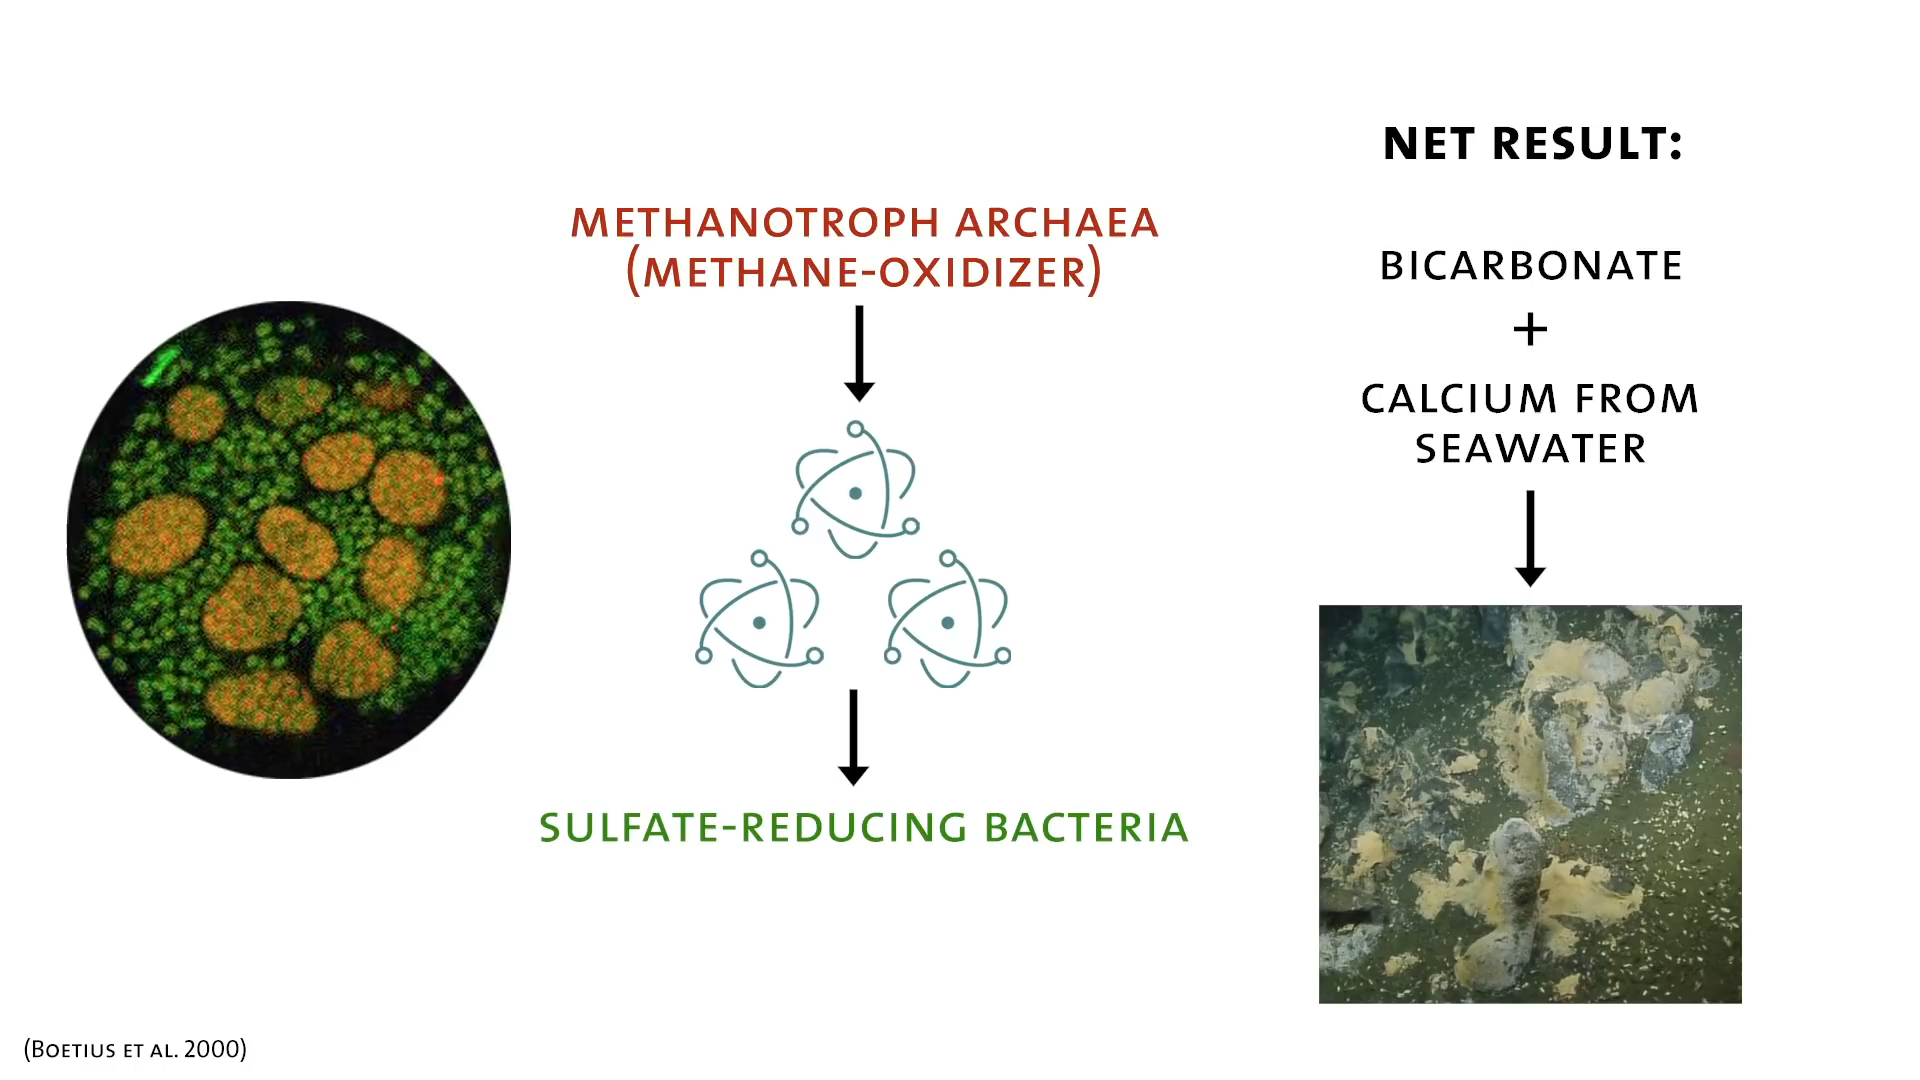 METHANOTROPH ARCHAEA
(METHANE-OXIDIZER)
SULFATE-REDUCING BACTERIA
NET RESULT:
BICARBONATE
+
CALCIUM FROM
SEAWATER
(BOETIUS ET AL. 2000)